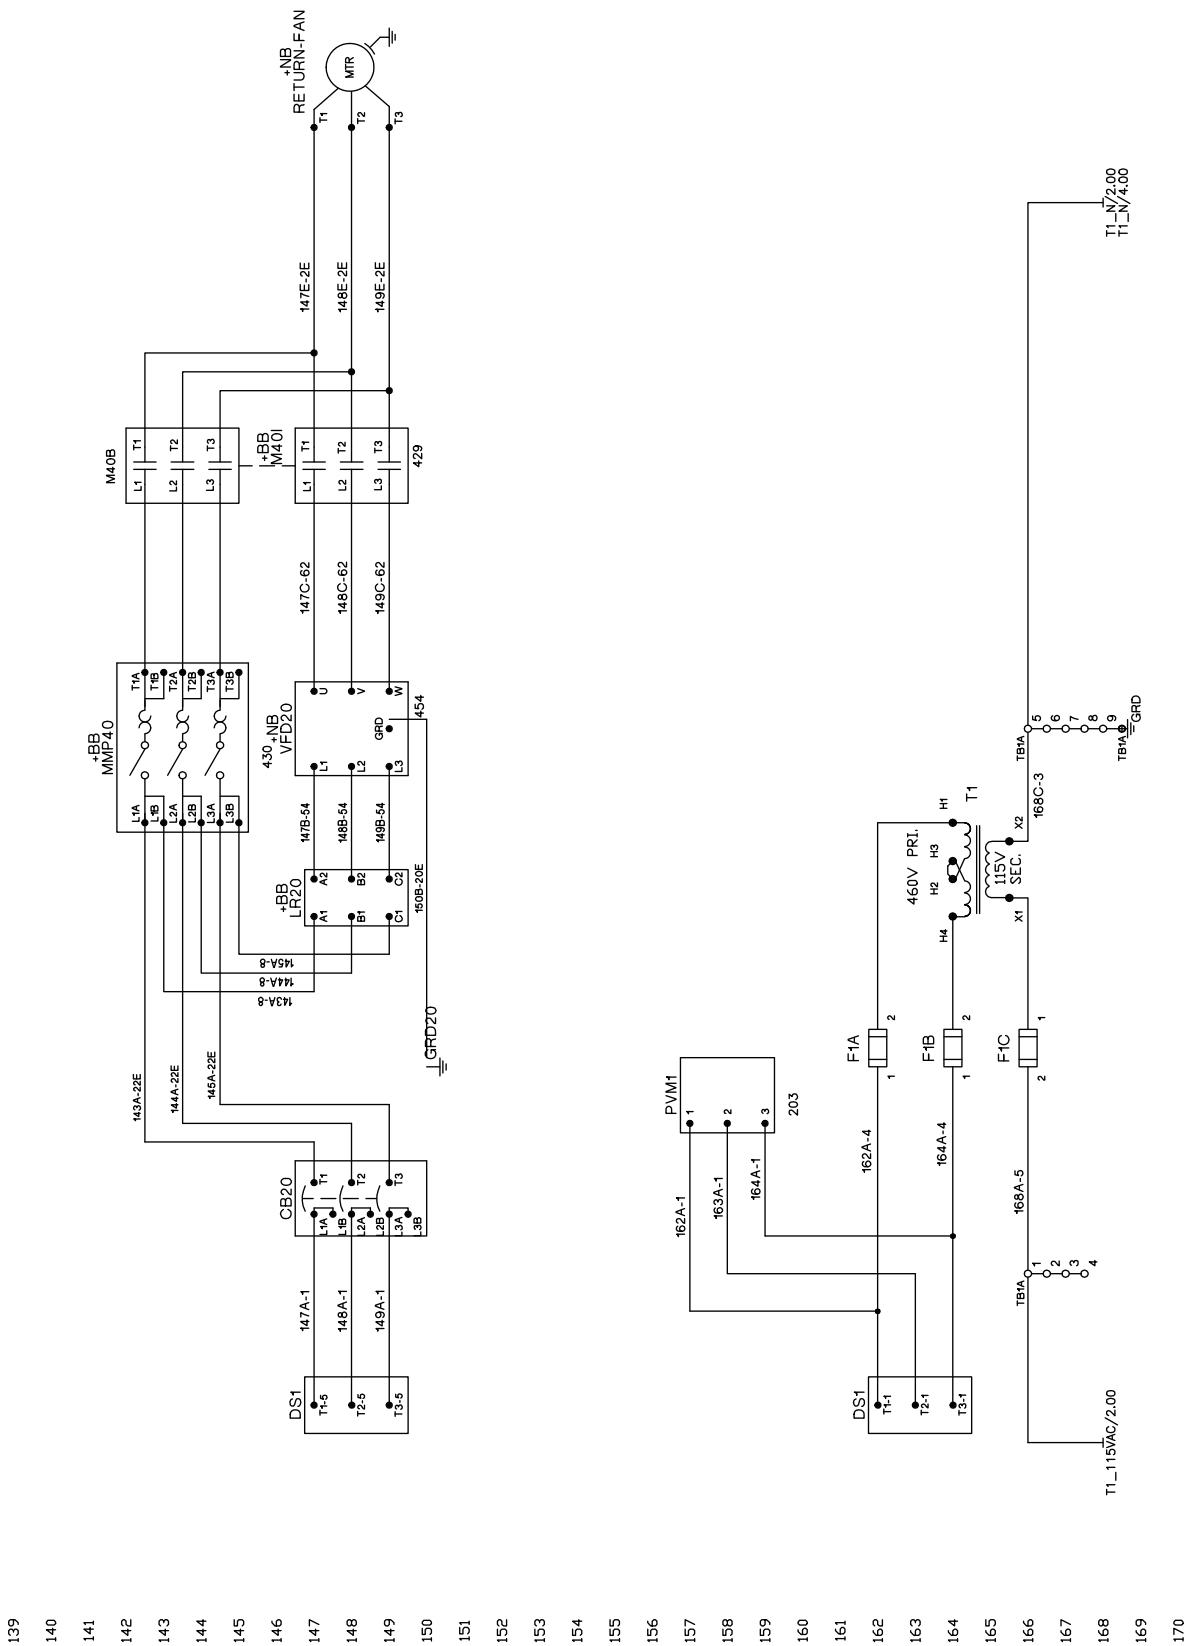 139
140
141
142
143
144
145
146
147
148
149
150
151
152
153
154
155
156
157
158
159
160
161
162
163
164
165
166
167
168
169
170
DS1
T1-5
T2-5
T3-5
147A-1
148A-1
149A-1
CB20
L1A
L1B
L2A
L2B
L3A
L3B
T1
T2
T3
143A-22E
144A-22E
145A-22E
GRD20
143A-8
144A-8
145A-8
+BB
LR20
A1
B1
C1
A2
B2
C2
150B-20E
147B-54
148B-54
149B-54
+BB
MMP40
L1A
L1B
L2A
L2B
L3A
L3B
T1A
T1B
T2A
T2B
T3A
T3B
430
+NB
VFD20
L1
L2
L3
GRD
U
V
W
454
147C-62
148C-62
149C-62
M40B
L1
L2
L3
T1
T2
T3
+BB
M40I
L1
L2
L3
T1
T2
T3
429
147E-2E
148E-2E
149E-2E
+NB
RETURN-FAN
T1
T2
T3
MTR
DS1
T1-1
T2-1
T3-1
162A-1
163A-1
164A-1
PVM1
1
2
3
203
162A-4
164A-4
F1A
1
2
F1B
1
2
460V PRI.
H4
H2
H3
H1
T1
115V
SEC.
X1
X2
T1_115VAC/2.00
TB1A
1
2
3
4
168A-5
F1C
2
1
168C-3
TB1A
5
6
7
8
9
TB1A
GRD
T1_N/2.00
T1_N/4.00